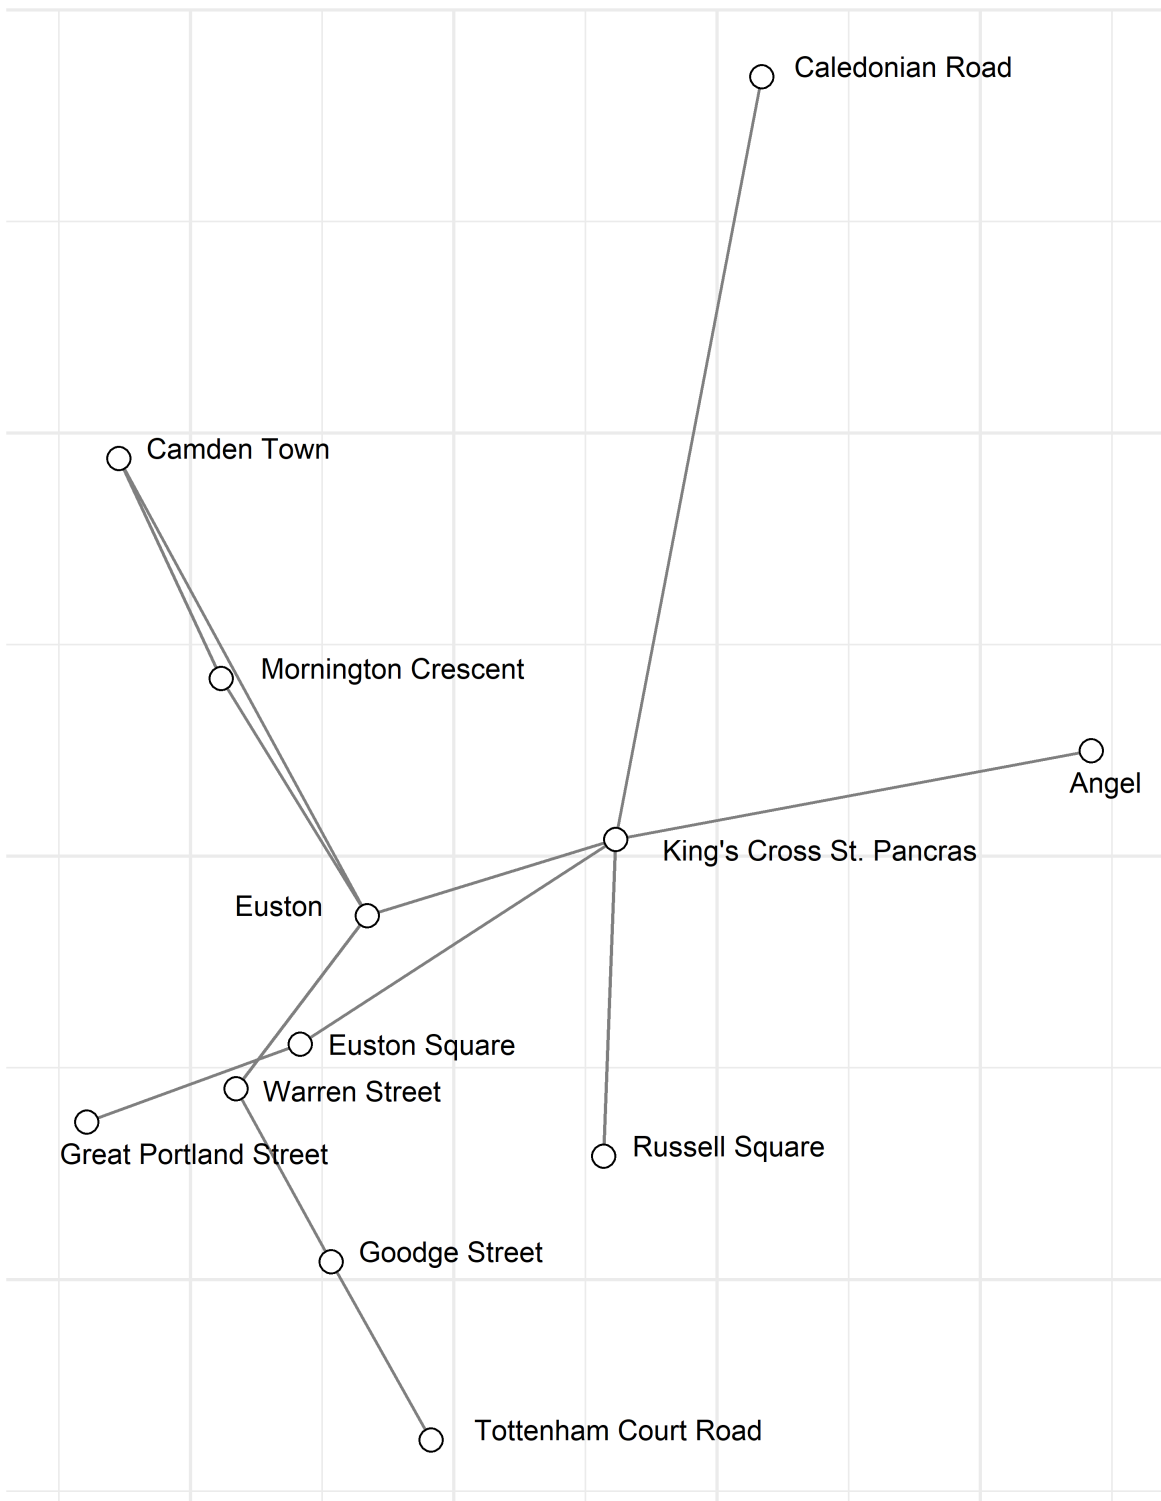 Caledonian Road
Camden Town
Mornington Crescent
Angel
King's Cross St. Pancras
Euston
Euston Square
Warren Street
Great Portland Street
Russell Square
Goodge Street
Tottenham Court Road